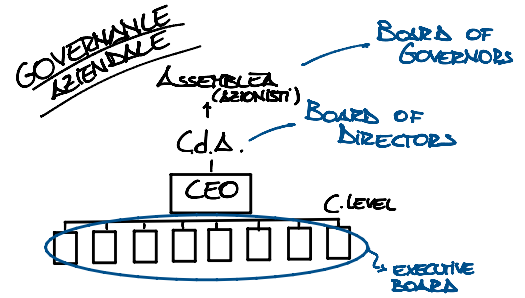 GOVERNANCE
AZIENDALE
BOARD OF
GOVERNORS
ASSEMBLEA
(AZIONISTI)
BOARD OF
DIRECTORS
C.d.A.
CEO
C.LEVEL
EXECUTIVE
BOARD